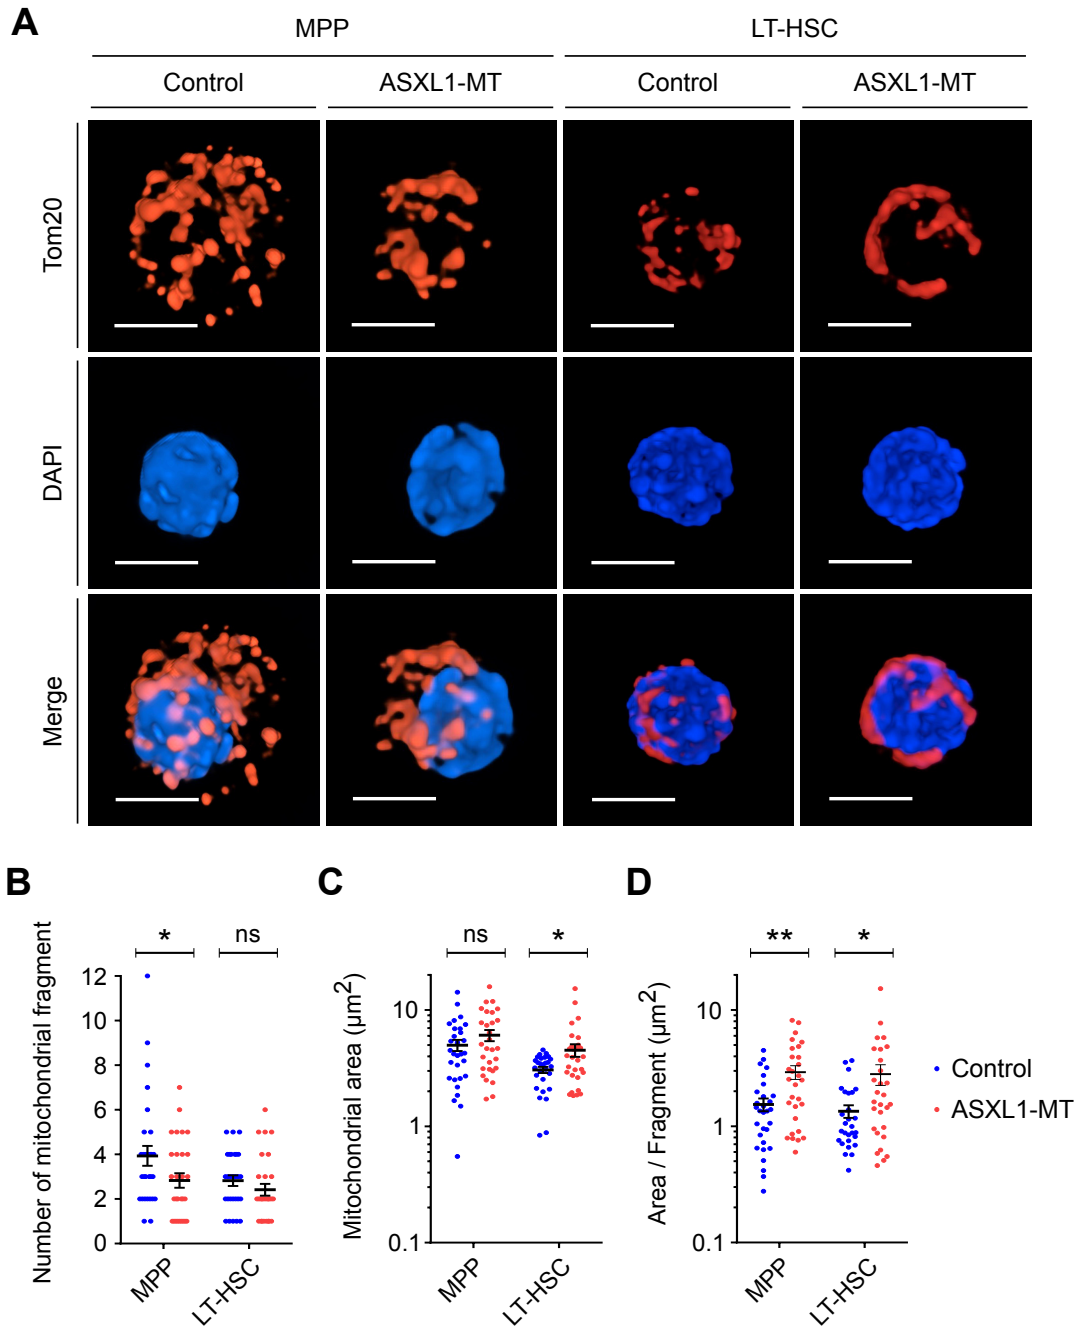 A
MPP
LT-HSC
Control
ASXL1-MT
Control
ASXL1-MT
Tom20
DAPI
Merge
B
Number of mitochondrial fragment
*
ns
12
10
8
6
4
2
0
MPP
LT-HSC
C
Mitochondrial area (μm²)
ns
*
10
1
0.1
MPP
LT-HSC
D
Area / Fragment (μm²)
**
*
10
1
0.1
MPP
LT-HSC
Control
ASXL1-MT